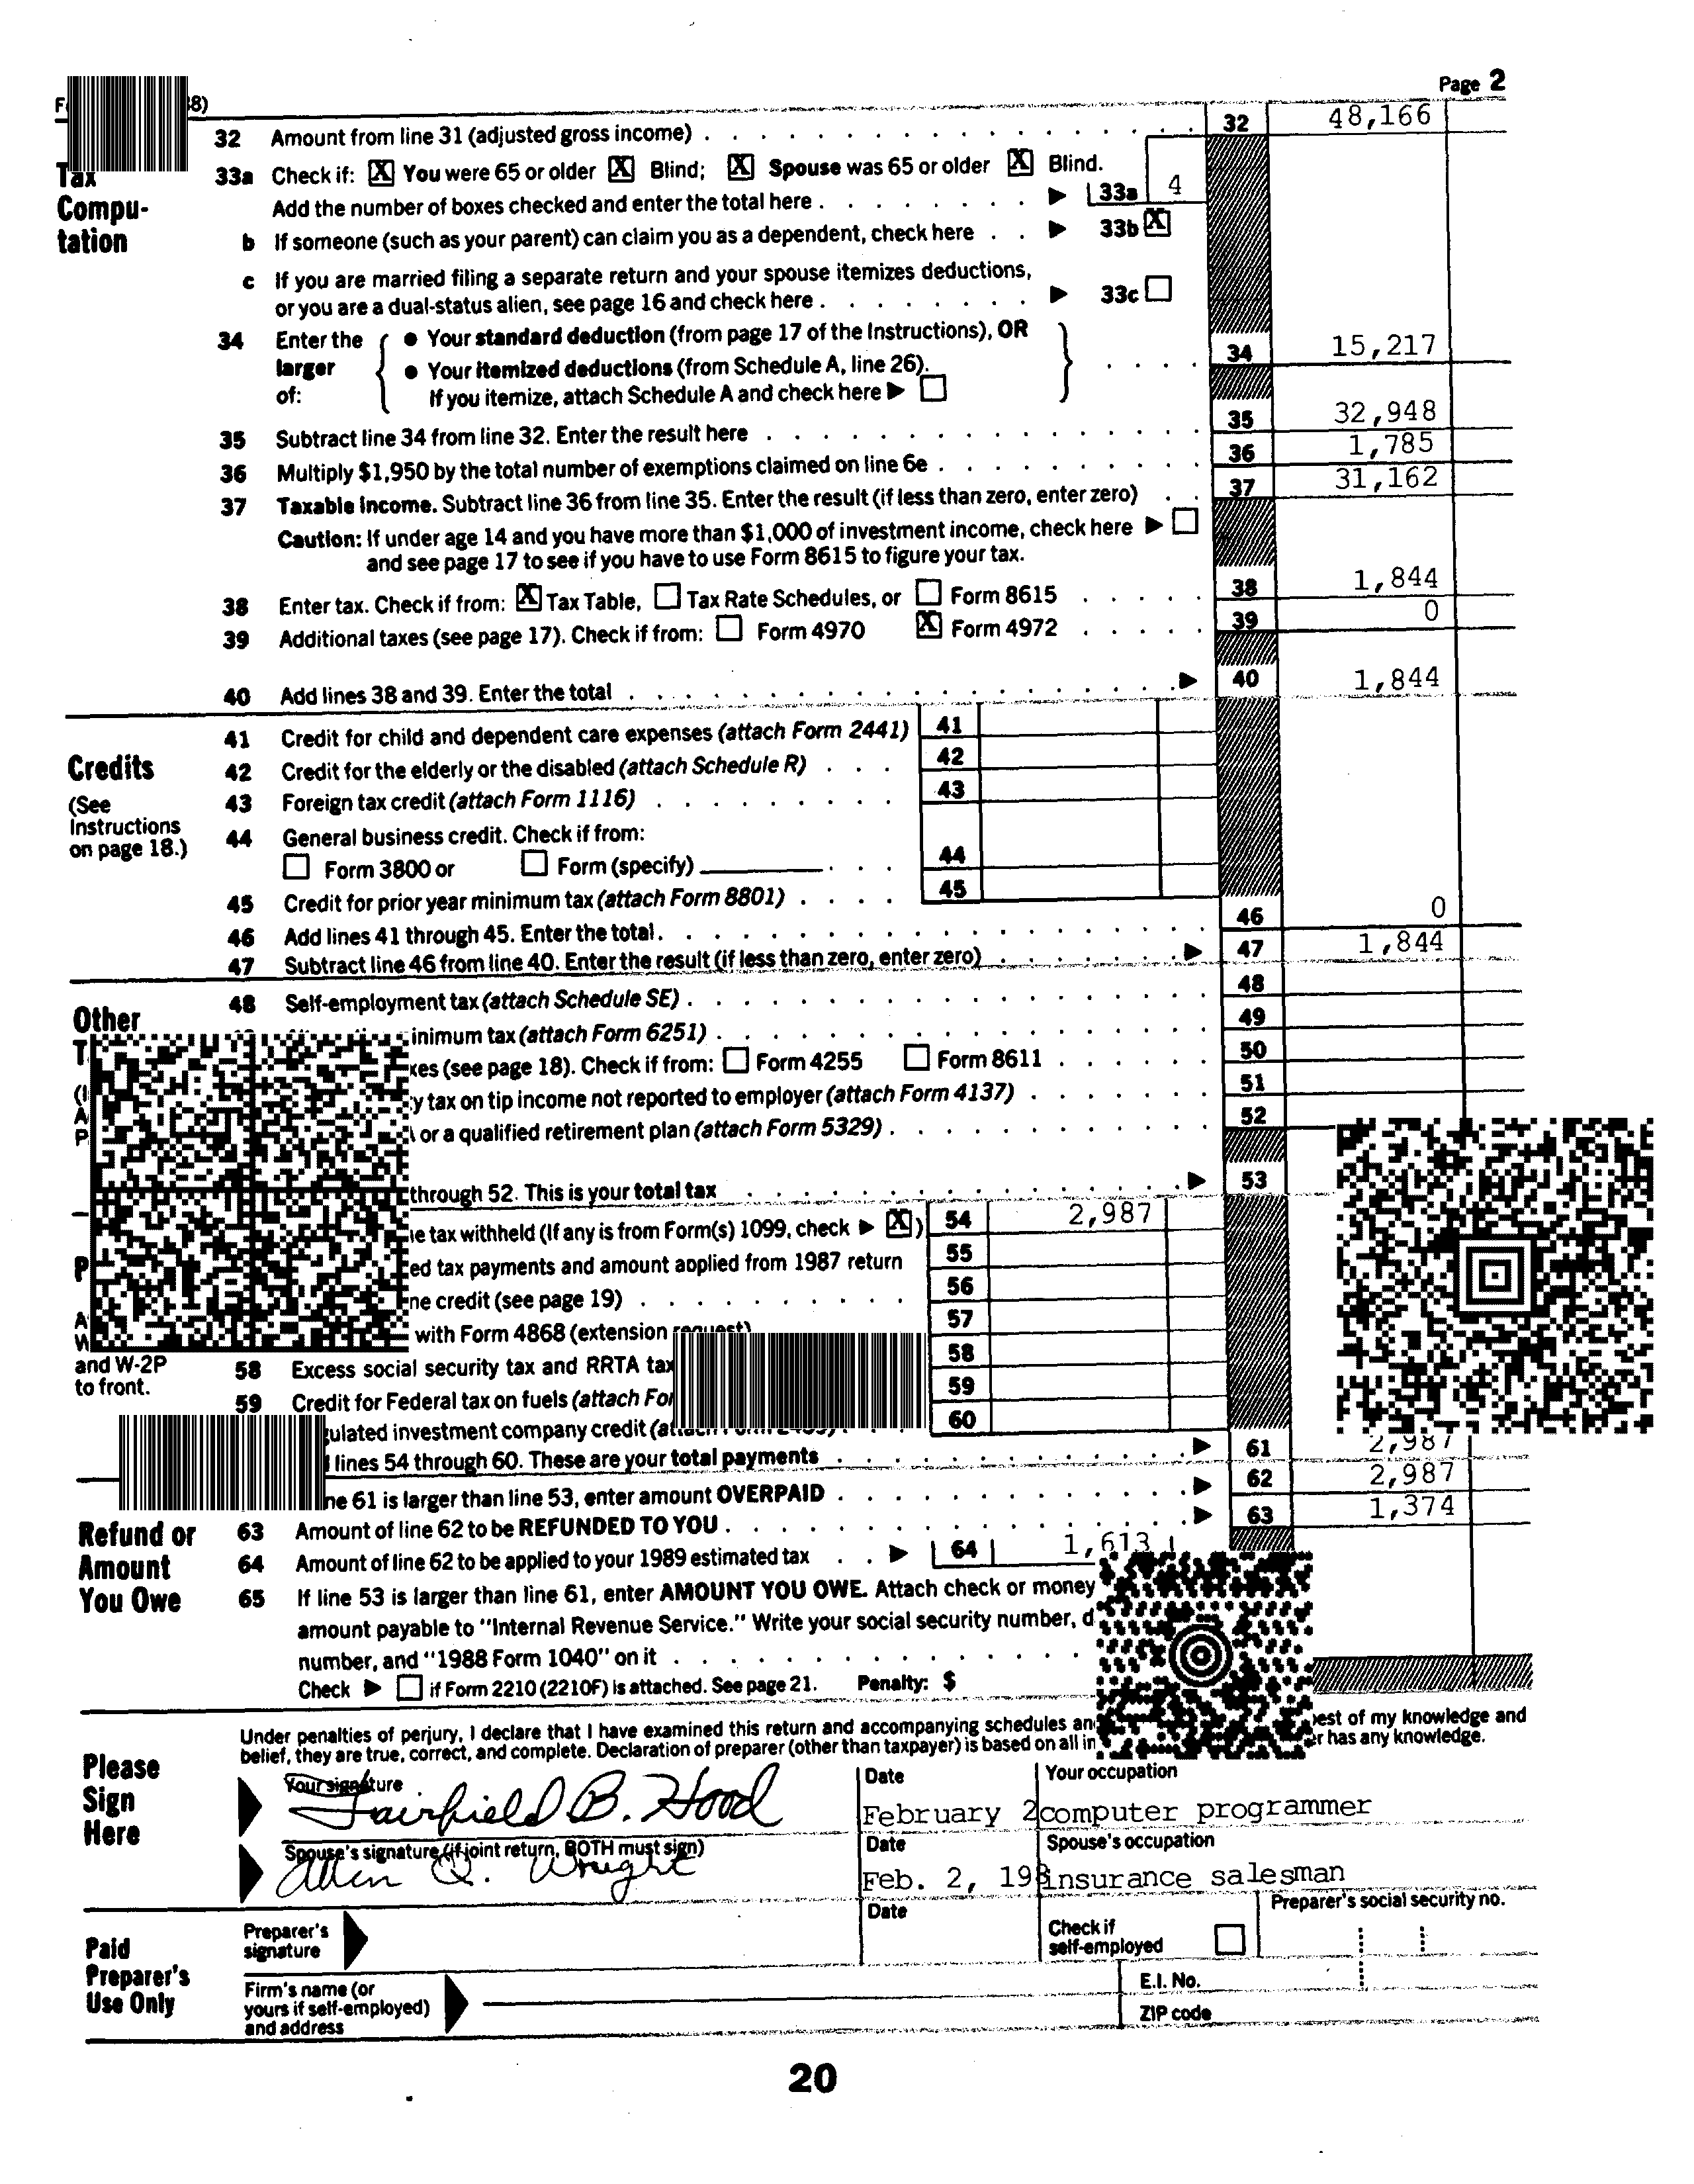 Page 2
8)
32 Amount from line 31 (adjusted gross income) . . . 32 48,166
Tax Compu-tation
33a Check if: X You were 65 or older X Blind; X Spouse was 65 or older X Blind.
Add the number of boxes checked and enter the total here . . . 33a 4
b If someone (such as your parent) can claim you as a dependent, check here . . 33b X
c If you are married filing a separate return and your spouse itemizes deductions,
or you are a dual-status alien, see page 16 and check here . . . 33c
34 Enter the larger of:
• Your standard deduction (from page 17 of the Instructions), OR
• Your itemized deductions (from Schedule A, line 26).
If you itemize, attach Schedule A and check here
34 15,217
35 Subtract line 34 from line 32. Enter the result here . . . 35 32,948
36 Multiply $1,950 by the total number of exemptions claimed on line 6e . . . 36 1,785
37 Taxable income. Subtract line 36 from line 35. Enter the result (if less than zero, enter zero) . . 37 31,162
Caution: If under age 14 and you have more than $1,000 of investment income, check here
and see page 17 to see if you have to use Form 8615 to figure your tax.
38 Enter tax. Check if from: X Tax Table, Tax Rate Schedules, or Form 8615 . . . 38 1,844
39 Additional taxes (see page 17). Check if from: Form 4970 X Form 4972 . . . 39 0
40 Add lines 38 and 39. Enter the total . . . 40 1,844
Credits
(See Instructions on page 18.)
41 Credit for child and dependent care expenses (attach Form 2441) 41
42 Credit for the elderly or the disabled (attach Schedule R) . . . 42
43 Foreign tax credit (attach Form 1116) . . . 43
44 General business credit. Check if from:
Form 3800 or Form (specify) . . . 44
45 Credit for prior year minimum tax (attach Form 8801) . . . 45
46 Add lines 41 through 45. Enter the total . . . 46 0
47 Subtract line 46 from line 40. Enter the result (if less than zero, enter zero) . . . 47 1,844
Other
48 Self-employment tax (attach Schedule SE) . . . 48
inimum tax (attach Form 6251) . . . 49
xes (see page 18). Check if from: Form 4255 Form 8611 . . . 50
y tax on tip income not reported to employer (attach Form 4137) . . . 51
or a qualified retirement plan (attach Form 5329) . . . 52
through 52. This is your total tax . . . 53
tax withheld (If any is from Form(s) 1099, check X) 54 2,987
ed tax payments and amount applied from 1987 return 55
ne credit (see page 19) . . . 56
with Form 4868 (extension request) 57
and W-2P
to front.
58 Excess social security tax and RRTA tax 58
59 Credit for Federal tax on fuels (attach 59
ulated investment company credit 60
lines 54 through 60. These are your total payments . . . 61 2,987
ne 61 is larger than line 53, enter amount OVERPAID . . . 62 2,987
Refund or Amount You Owe
63 Amount of line 62 to be REFUNDED TO YOU . . . 63 1,374
64 Amount of line 62 to be applied to your 1989 estimated tax . . 64 1,613
65 If line 53 is larger than line 61, enter AMOUNT YOU OWE. Attach check or money
amount payable to "Internal Revenue Service." Write your social security number, d
number, and "1988 Form 1040" on it . . .
Check if Form 2210 (2210F) is attached. See page 21. Penalty: $
Under penalties of perjury, I declare that I have examined this return and accompanying schedules an est of my knowledge and
belief, they are true, correct, and complete. Declaration of preparer (other than taxpayer) is based on all in r has any knowledge.
Please Sign Here
Your signature
Fairfield B. Hood
Date
February 2
Your occupation
computer programmer
Spouse's signature (if joint return, BOTH must sign)
Allen Q. Wright
Date
Feb. 2, 198
Spouse's occupation
insurance salesman
Paid Preparer's Use Only
Preparer's signature
Date
Check if self-employed
Preparer's social security no.
Firm's name (or yours if self-employed) and address
E.I. No.
ZIP code
20